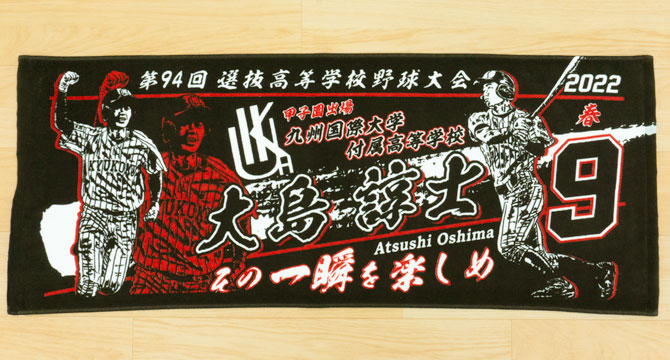 第94回 選抜高等学校野球大会 2022
春
甲子園出場
九州国際大学
付属高等学校
KIU
9
KYUKOKU
大島 諄士
Atsushi Oshima
その一瞬を楽しめ